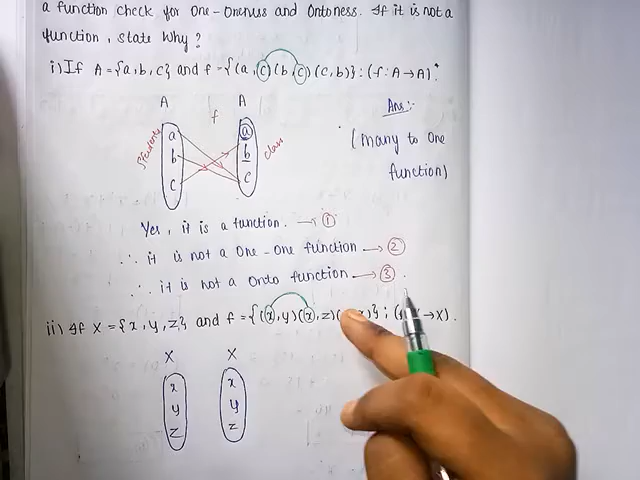 a function check for One-Oneness and Ontoness. If it is not a
function, state why?
i) If A = {a, b, c} and f = {(a, c) (b, c) (c, b)} : (f : A → A)
A f A
Ans:-
a a
b b
c c
students class
(Many to One
function)
Yes, it is a function. → ①
∴ it is not a One-One function → ②
∴ it is not a Onto function → ③
ii) If X = {x, y, z} and f = {(x, y) (x, z) ( x)} : ( → X).
X X
x x
y y
z z